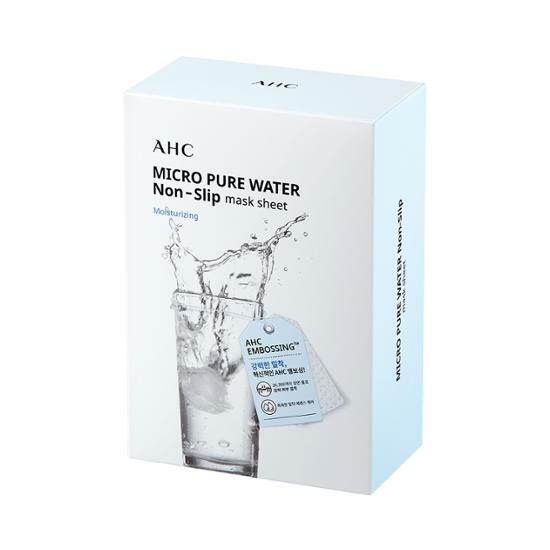 AHC
AHC
MICRO PURE WATER
Non-Slip mask sheet
Moisturizing
AHC
EMBOSSING™
강력한 밀착,
혁신적인 AHC 엠보싱!
MICRO PURE WATER Non-Slip
mask sheet